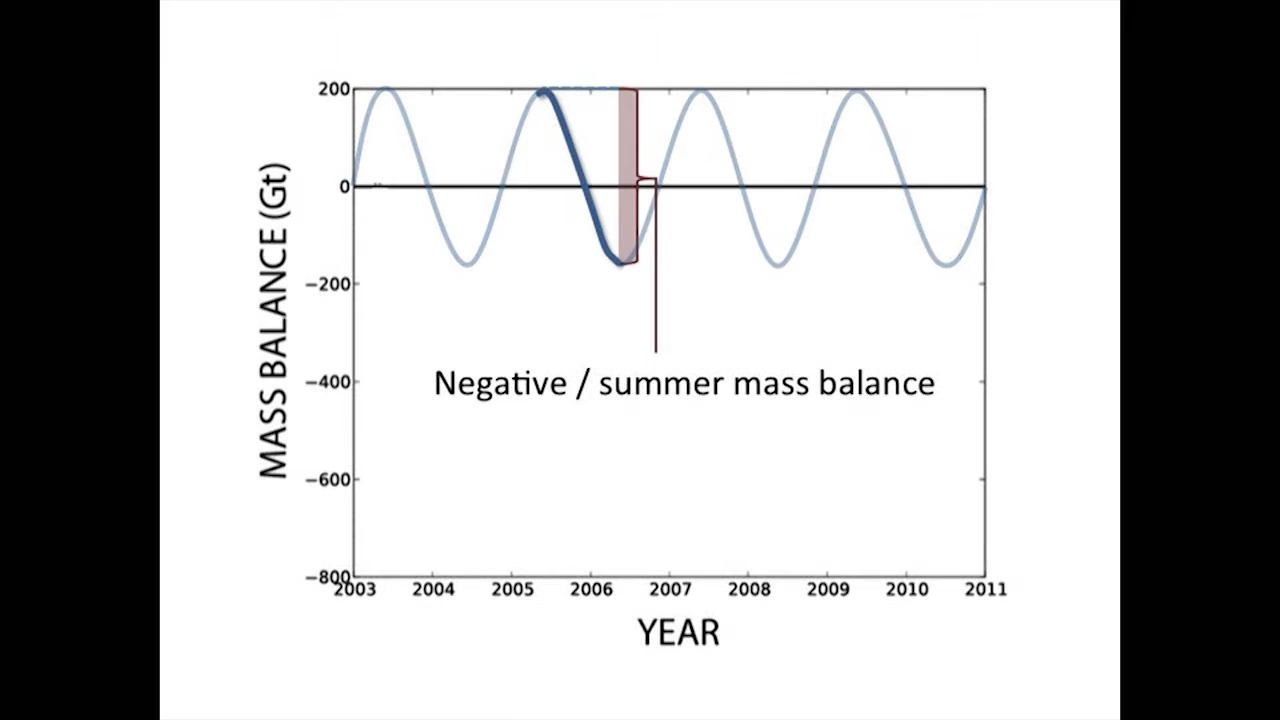 200
0
−200
−400
−600
−800
MASS BALANCE (Gt)
Negative / summer mass balance
2003 2004 2005 2006 2007 2008 2009 2010 2011
YEAR